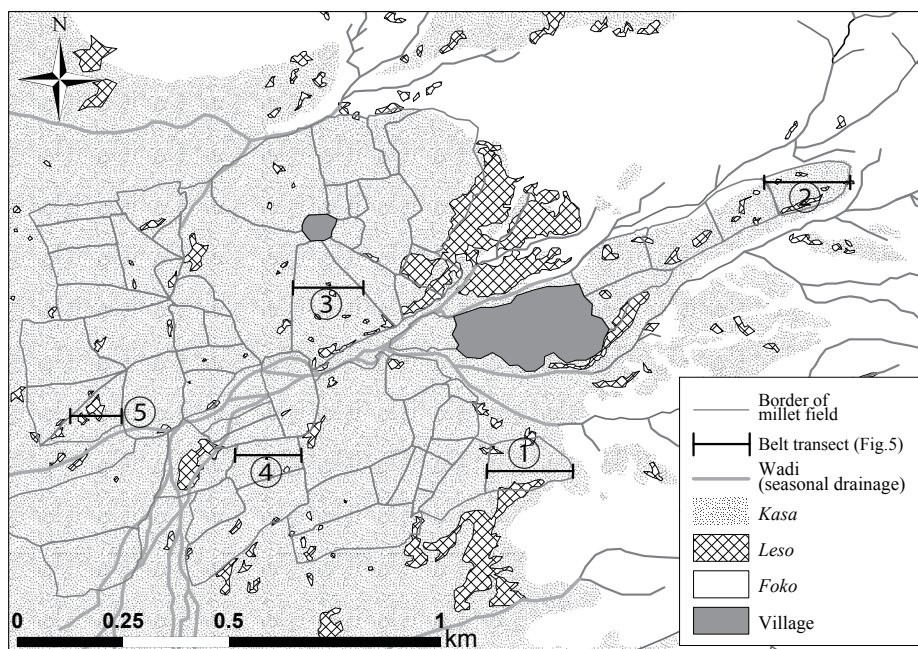 N
2
3
5
1
4
Border of
millet field
Belt transect (Fig.5)
Wadi
(seasonal drainage)
Kasa
Leso
Foko
Village
0 0.25 0.5 1
km